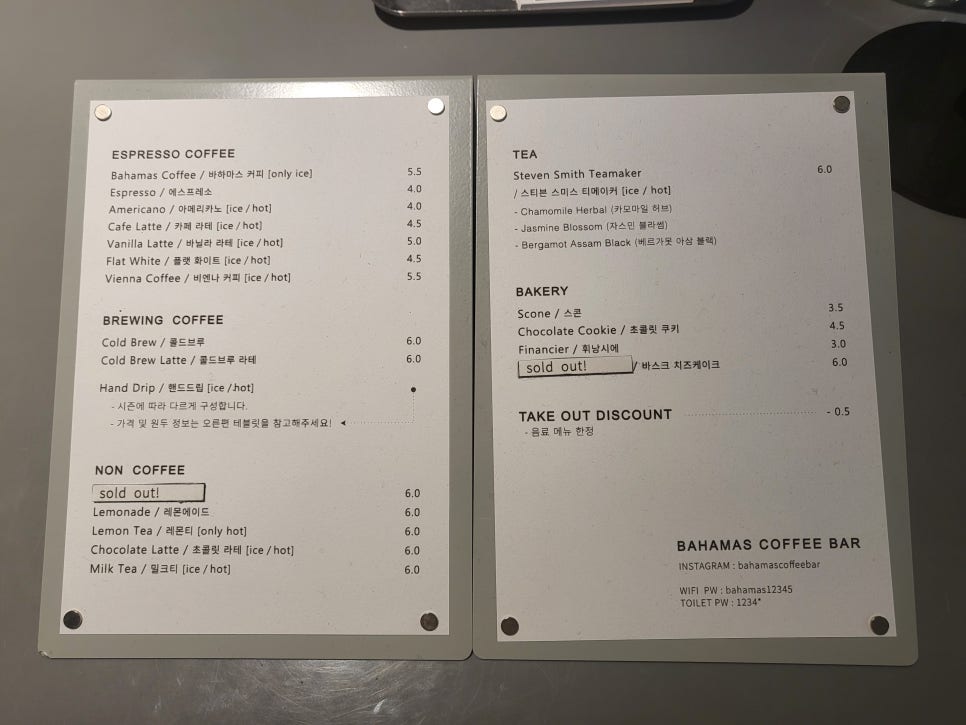 ESPRESSO COFFEE
Bahamas Coffee / 바하마스 커피 [only ice] 5.5
Espresso / 에스프레소 4.0
Americano / 아메리카노 [ice / hot] 4.0
Cafe Latte / 카페 라테 [ice / hot] 4.5
Vanilla Latte / 바닐라 라테 [ice / hot] 5.0
Flat White / 플랫 화이트 [ice / hot] 4.5
Vienna Coffee / 비엔나 커피 [ice / hot] 5.5
BREWING COFFEE
Cold Brew / 콜드브루 6.0
Cold Brew Latte / 콜드브루 라테 6.0
Hand Drip / 핸드드립 [ice / hot]
- 시즌에 따라 다르게 구성합니다.
- 가격 및 원두 정보는 오른편 테블릿을 참고해주세요!
NON COFFEE
sold out! 6.0
Lemonade / 레몬에이드 6.0
Lemon Tea / 레몬티 [only hot] 6.0
Chocolate Latte / 초콜릿 라테 [ice / hot] 6.0
Milk Tea / 밀크티 [ice / hot] 6.0
TEA
Steven Smith Teamaker 6.0
/ 스티븐 스미스 티메이커 [ice / hot]
- Chamomile Herbal (카모마일 허브)
- Jasmine Blossom (자스민 블라썸)
- Bergamot Assam Black (베르가못 아삼 블랙)
BAKERY
Scone / 스콘 3.5
Chocolate Cookie / 초콜릿 쿠키 4.5
Financier / 휘낭시에 3.0
sold out! / 바스크 치즈케이크 6.0
TAKE OUT DISCOUNT - 0.5
- 음료 메뉴 한정
BAHAMAS COFFEE BAR
INSTAGRAM : bahamascoffeebar
WIFI PW : bahamas12345
TOILET PW : 1234*